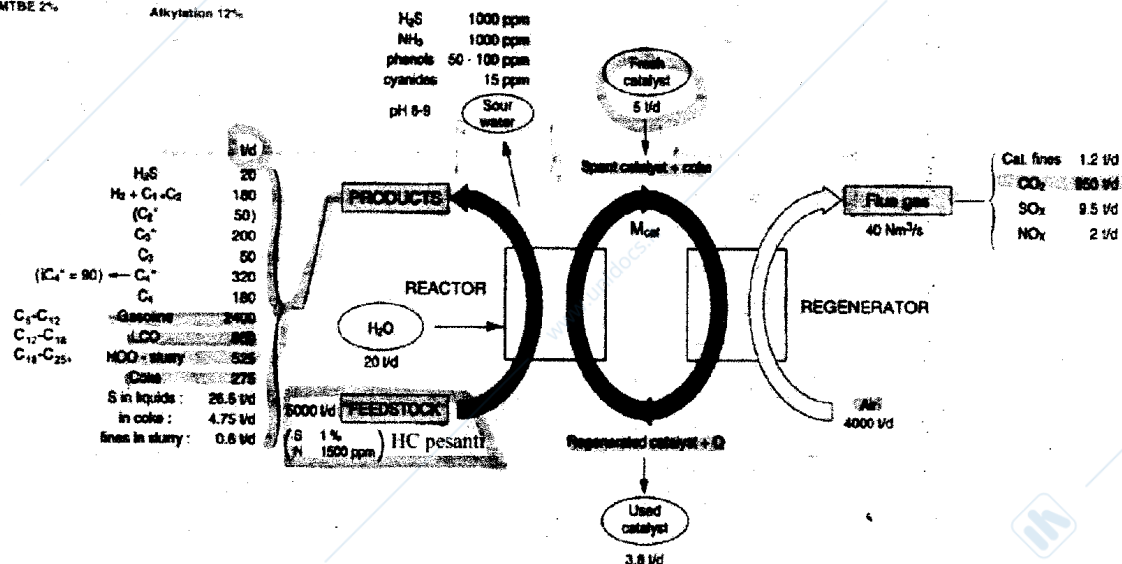 MTBE 2%
Alkylation 12%
H₂S 1000 ppm
NH₃ 1000 ppm
phenols 50 - 100 ppm
cyanides 15 ppm
pH 8-9
Sour
water
Fresh
catalyst
5 t/d
Spent catalyst + coke
t/d
H₂S 20
H₂ + C₁ + C₂ 180
50)
200
C₃ 50
(iC₄⁼ = 90) ← C₄⁼ 320
C₄ 180
C₅-C₁₂ Gasoline 2400
C₁₂-C₁₈ LCO
C₁₈-C₂₅₊ HCO - slurry 525
Coke 275
S in liquids : 26.5 t/d
in coke : 4.75 t/d
fines in slurry : 0.6 t/d
PRODUCTS
REACTOR
H₂O
20 t/d
5000 t/d FEEDSTOCK
(S 1 %
N 1500 ppm)
HC pesanti
M cat
Regenerated catalyst + Q
Used
catalyst
3.8 t/d
REGENERATOR
Flue gas
40 Nm³/s
Cat. fines 1.2 t/d
CO₂ 950 t/d
SOx 9.5 t/d
NOx 2 t/d
Air
4000 t/d